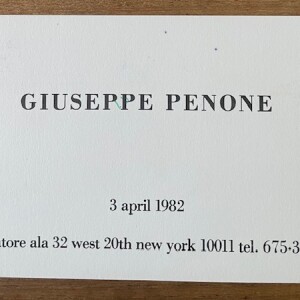 GIUSEPPE PENONE
3 april 1982
tore ala 32 west 20th new york 10011 tel. 675·3